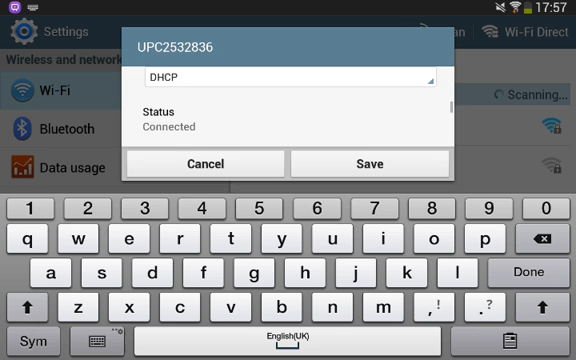 17:57
Settings
Wi-Fi Direct
Wireless and network
Wi-Fi
Scanning...
Bluetooth
Data usage
UPC2532836
DHCP
Status
Connected
Cancel
Save
1 2 3 4 5 6 7 8 9 0
q w e r t y u i o p
a s d f g h j k l Done
z x c v b n m ,! .?
Sym
English(UK)